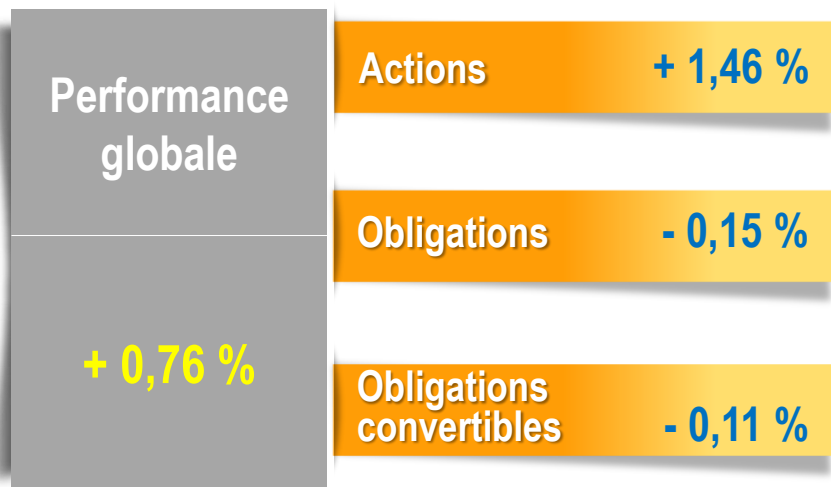 Performance
globale
+ 0,76 %
Actions + 1,46 %
Obligations - 0,15 %
Obligations
convertibles - 0,11 %